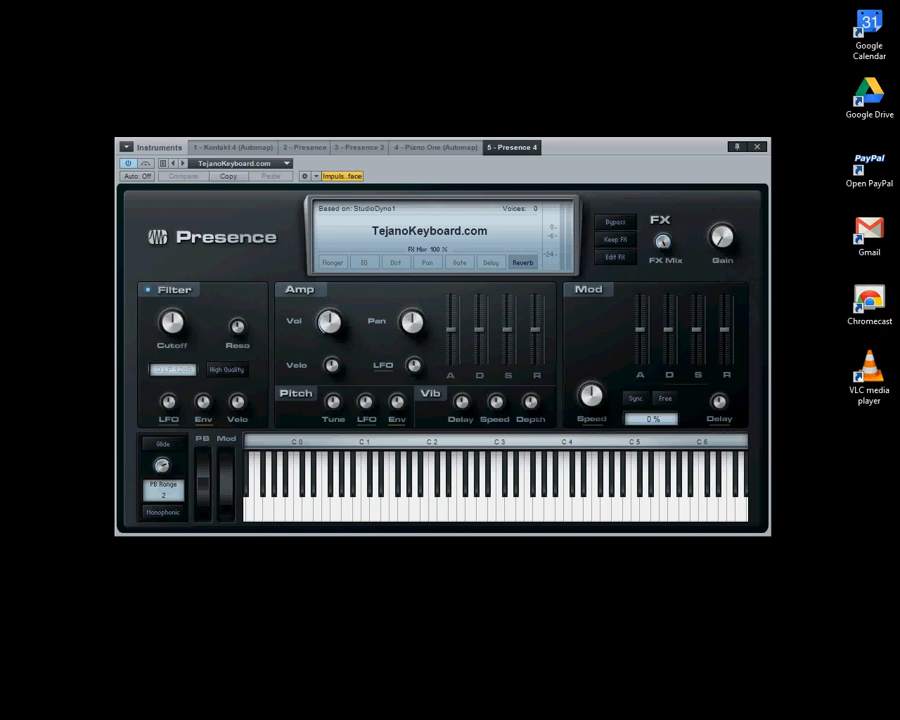 Instruments 1 - Kontakt 4 (Automap) 2 - Presence 3 - Presence 2 4 - Piano One (Automap) 5 - Presence 4
TejanoKeyboard.com
Auto: Off Compare Copy Paste Impuls..face
Presence
Based on: StudioDyno1 Voices: 0
TejanoKeyboard.com
FX Mix: 100 %
Flanger EQ Dist Pan Gate Delay Reverb
0
-6
-24
Bypass
Keep FX
Edit FX
FX
FX Mix
Gain
Filter
Cutoff
Reso
High Quality
LFO Env Velo
Amp
Vol Pan
Velo LFO
A D S R
Pitch
Tune LFO Env
Vib
Delay Speed Depth
Mod
A D S R
Speed
Sync Free
0 %
Delay
Glide
PB Range
2
Monophonic
PB Mod
C 0 C 1 C 2 C 3 C 4 C 5 C 6
31
Google
Calendar
Google Drive
PayPal
Open PayPal
Gmail
Chromecast
VLC media
player